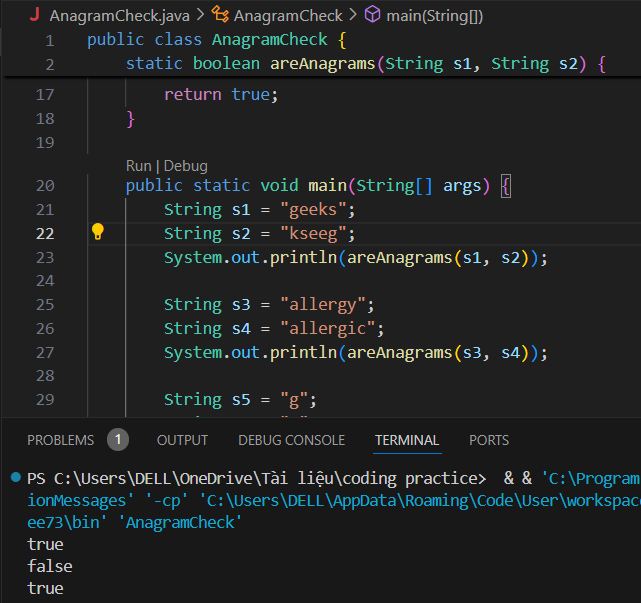 AnagramCheck.java > AnagramCheck > main(String[])
1 public class AnagramCheck {
2 static boolean areAnagrams(String s1, String s2) {
17 return true;
18 }
19
Run | Debug
20 public static void main(String[] args) {
21 String s1 = "geeks";
22 String s2 = "kseeg";
23 System.out.println(areAnagrams(s1, s2));
24
25 String s3 = "allergy";
26 String s4 = "allergic";
27 System.out.println(areAnagrams(s3, s4));
28
29 String s5 = "g";
PROBLEMS 1 OUTPUT DEBUG CONSOLE TERMINAL PORTS
PS C:\Users\DELL\OneDrive\Tài liệu\coding practice> & & 'C:\Program
ionMessages' '-cp' 'C:\Users\DELL\AppData\Roaming\Code\User\workspac
ee73\bin' 'AnagramCheck'
true
false
true